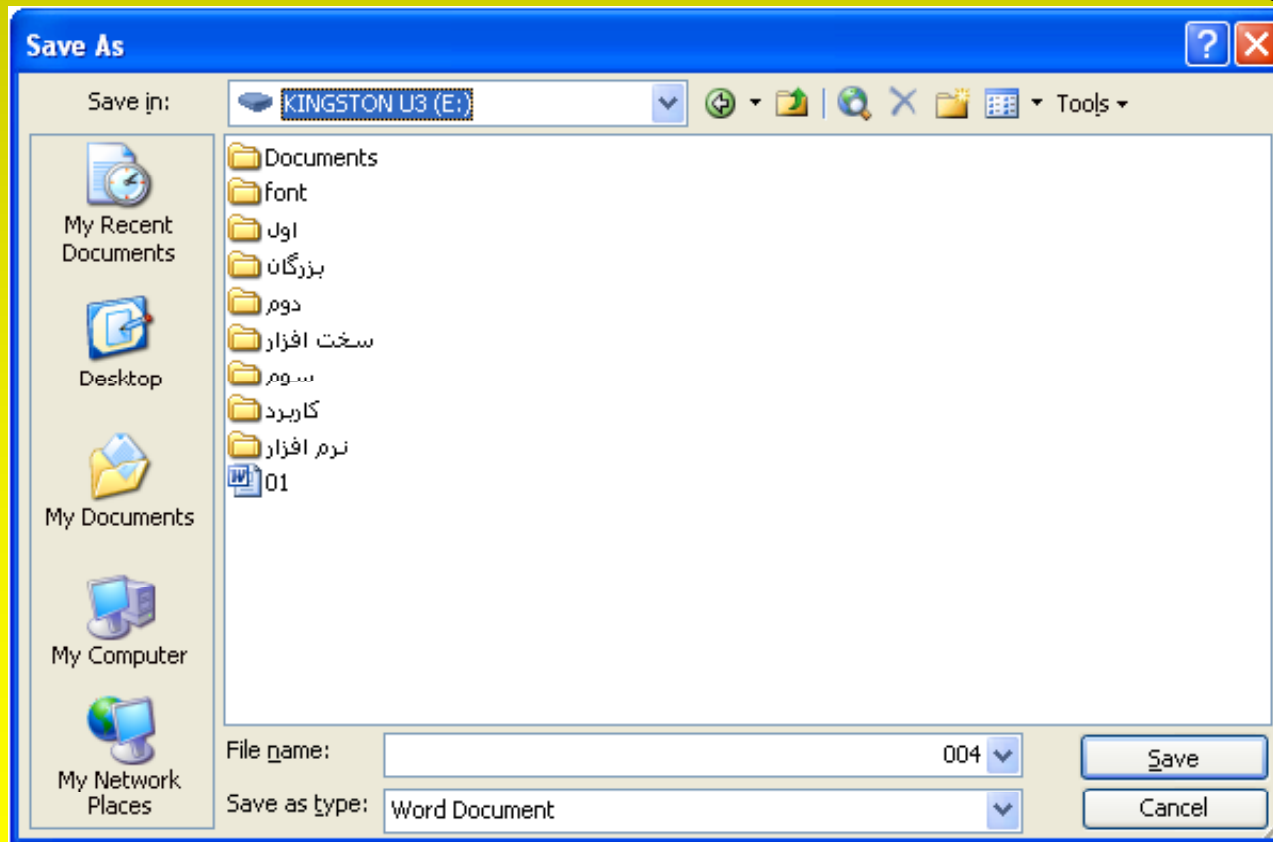 Save As
Save in:
KINGSTON U3 (E:)
Tools
My Recent
Documents
Desktop
My Documents
My Computer
My Network
Places
Documents
font
اول
بزرگان
دوم
سخت افزار
سوم
کاربرد
نرم افزار
01
File name:
004
Save
Save as type:
Word Document
Cancel